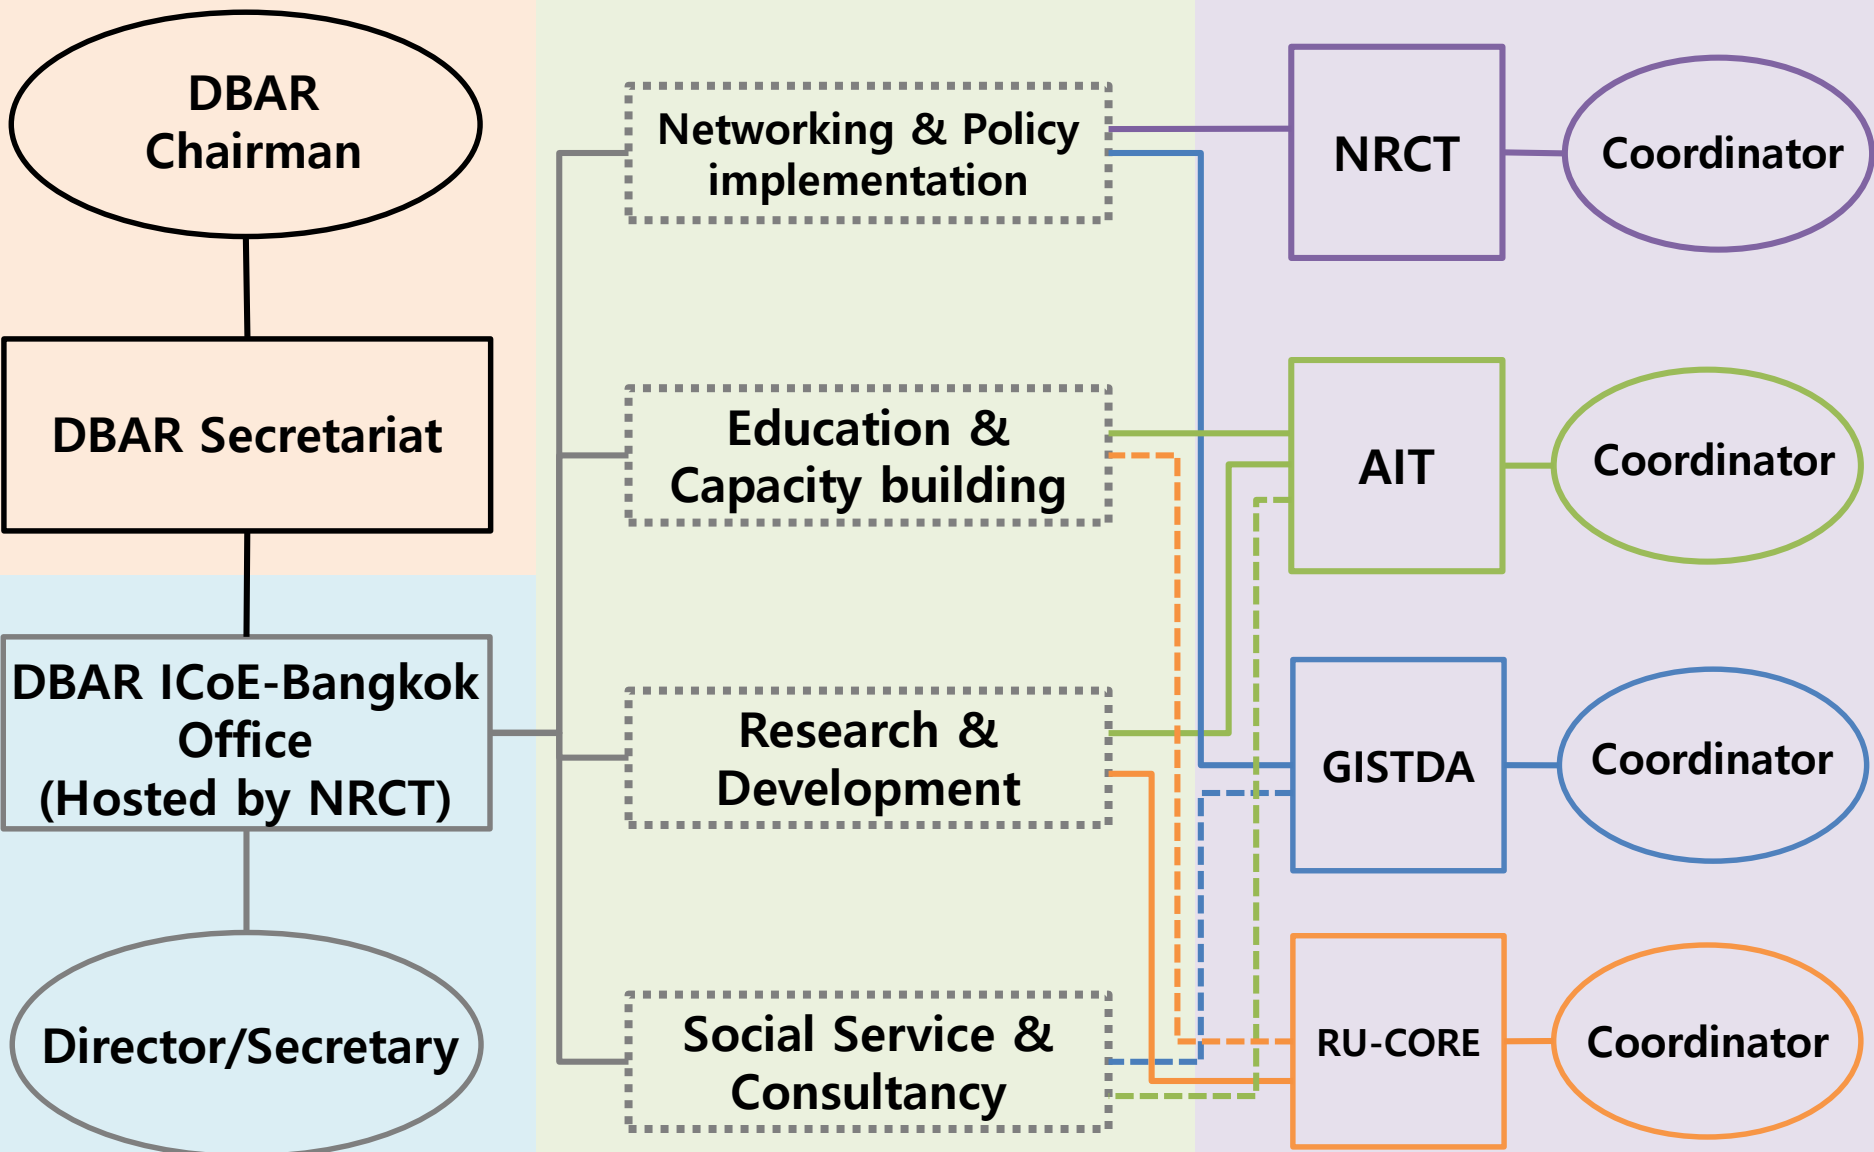 DBAR
Chairman
DBAR Secretariat
DBAR ICoE-Bangkok
Office
(Hosted by NRCT)
Director/Secretary
Networking & Policy
implementation
Education &
Capacity building
Research &
Development
Social Service &
Consultancy
NRCT
Coordinator
AIT
Coordinator
GISTDA
Coordinator
RU-CORE
Coordinator